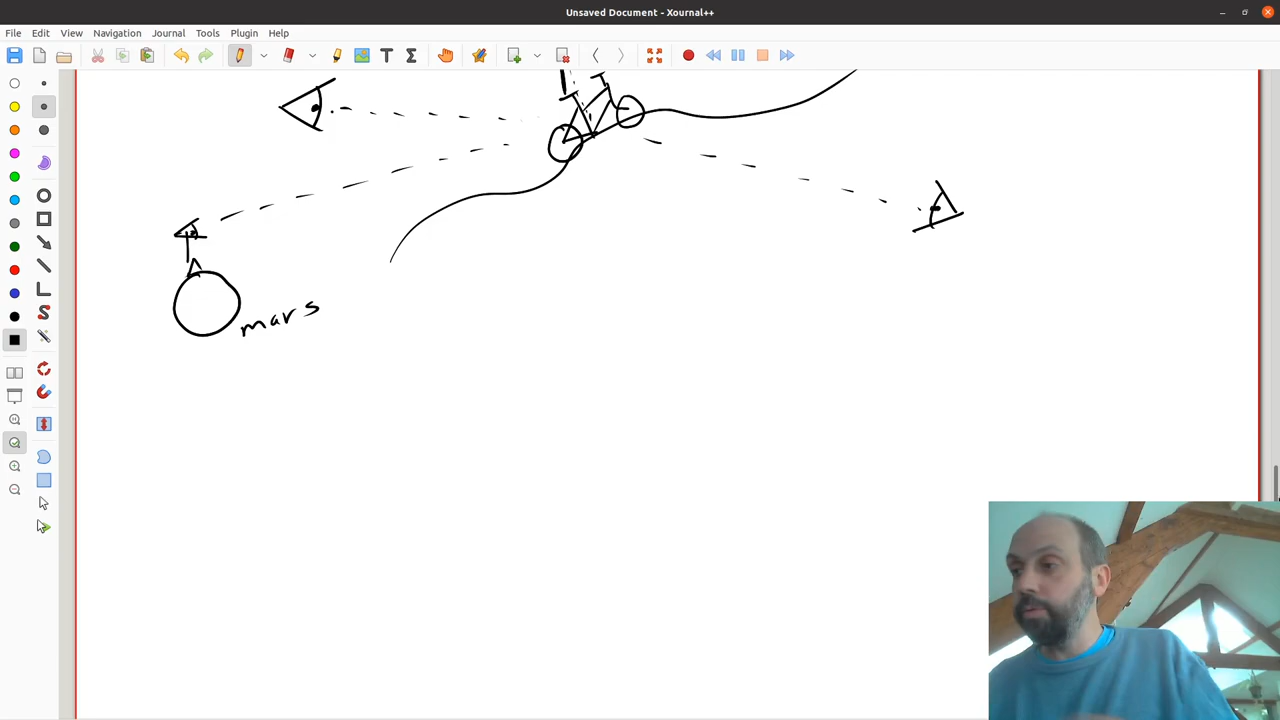 Unsaved Document - Xournal++
File Edit View Navigation Journal Tools Plugin Help
mars